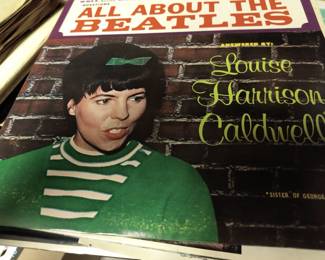 ALL ABOUT THE
BEATLES
ANSWERED BY:
Louise
Harrison
Caldwell
"SISTER OF GEORGE